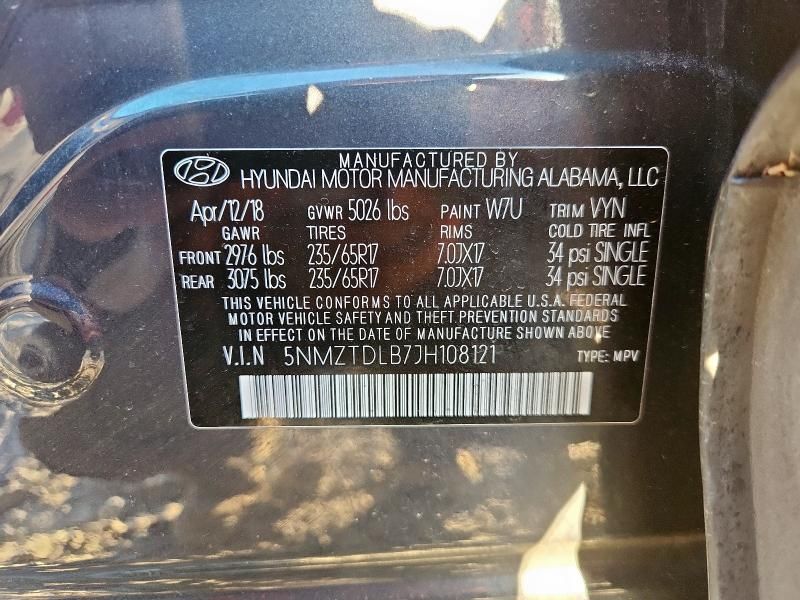 MANUFACTURED BY
HYUNDAI MOTOR MANUFACTURING ALABAMA, LLC
Apr/12/18 GVWR 5026 lbs PAINT W7U TRIM VYN
GAWR TIRES RIMS COLD TIRE INFL
FRONT 2976 lbs 235/65R17 7.0JX17 34 psi SINGLE
REAR 3075 lbs 235/65R17 7.0JX17 34 psi SINGLE
THIS VEHICLE CONFORMS TO ALL APPLICABLE U.S.A. FEDERAL
MOTOR VEHICLE SAFETY AND THEFT PREVENTION STANDARDS
IN EFFECT ON THE DATE OF MANUFACTURE SHOWN ABOVE
V.I.N 5NMZTDLB7JH108121 TYPE: MPV